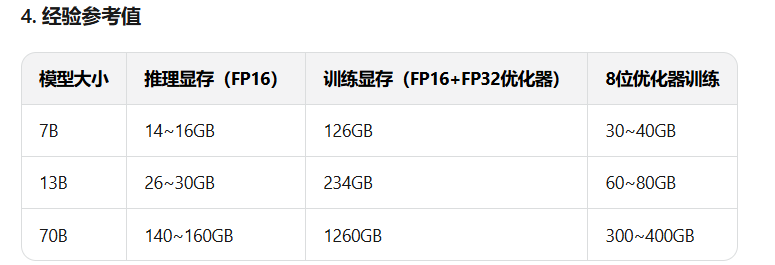 4. 经验参考值
模型大小 推理显存（FP16） 训练显存（FP16+FP32优化器） 8位优化器训练
7B 14~16GB 126GB 30~40GB
13B 26~30GB 234GB 60~80GB
70B 140~160GB 1260GB 300~400GB